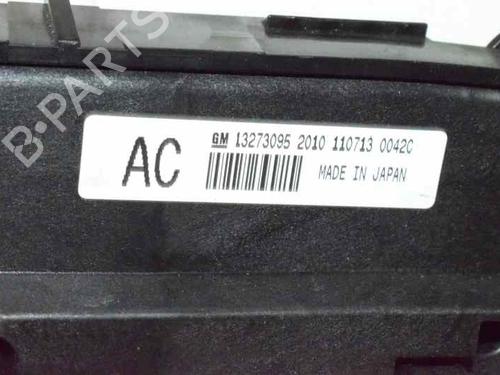 AC
GM 13273095 2010 110713 0042C
MADE IN JAPAN
B-PARTS